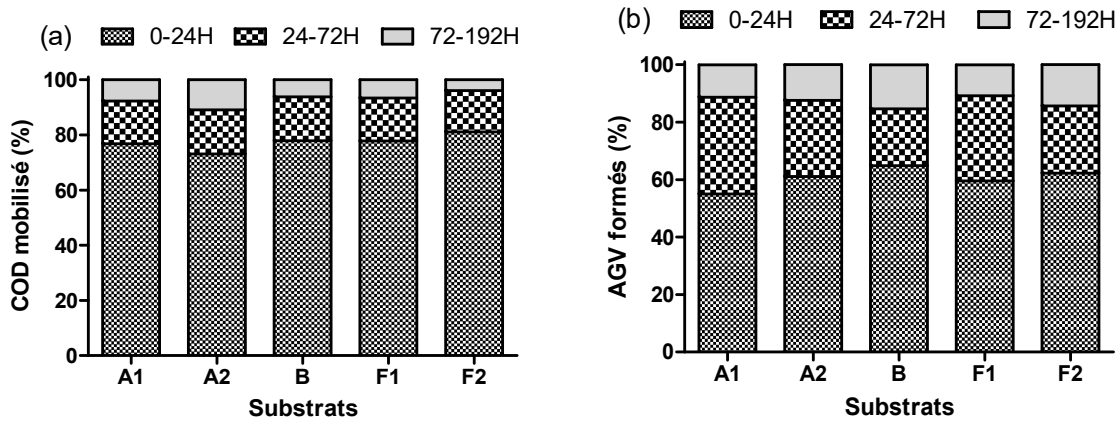 (a) 0-24H 24-72H 72-192H
100
80
60
40
20
0
COD mobilisé (%)
A1 A2 B F1 F2
Substrats
(b) 0-24H 24-72H 72-192H
100
80
60
40
20
0
AGV formés (%)
A1 A2 B F1 F2
Substrats